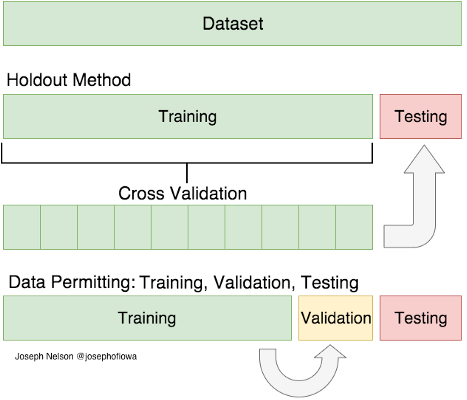 Dataset
Holdout Method
Training
Testing
Cross Validation
Data Permitting: Training, Validation, Testing
Training
Validation
Testing
Joseph Nelson @josephofiowa